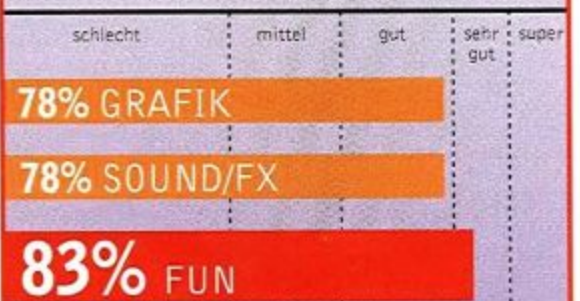 schlecht mittel gut sehr gut super
78% GRAFIK
78% SOUND/FX
83% FUN